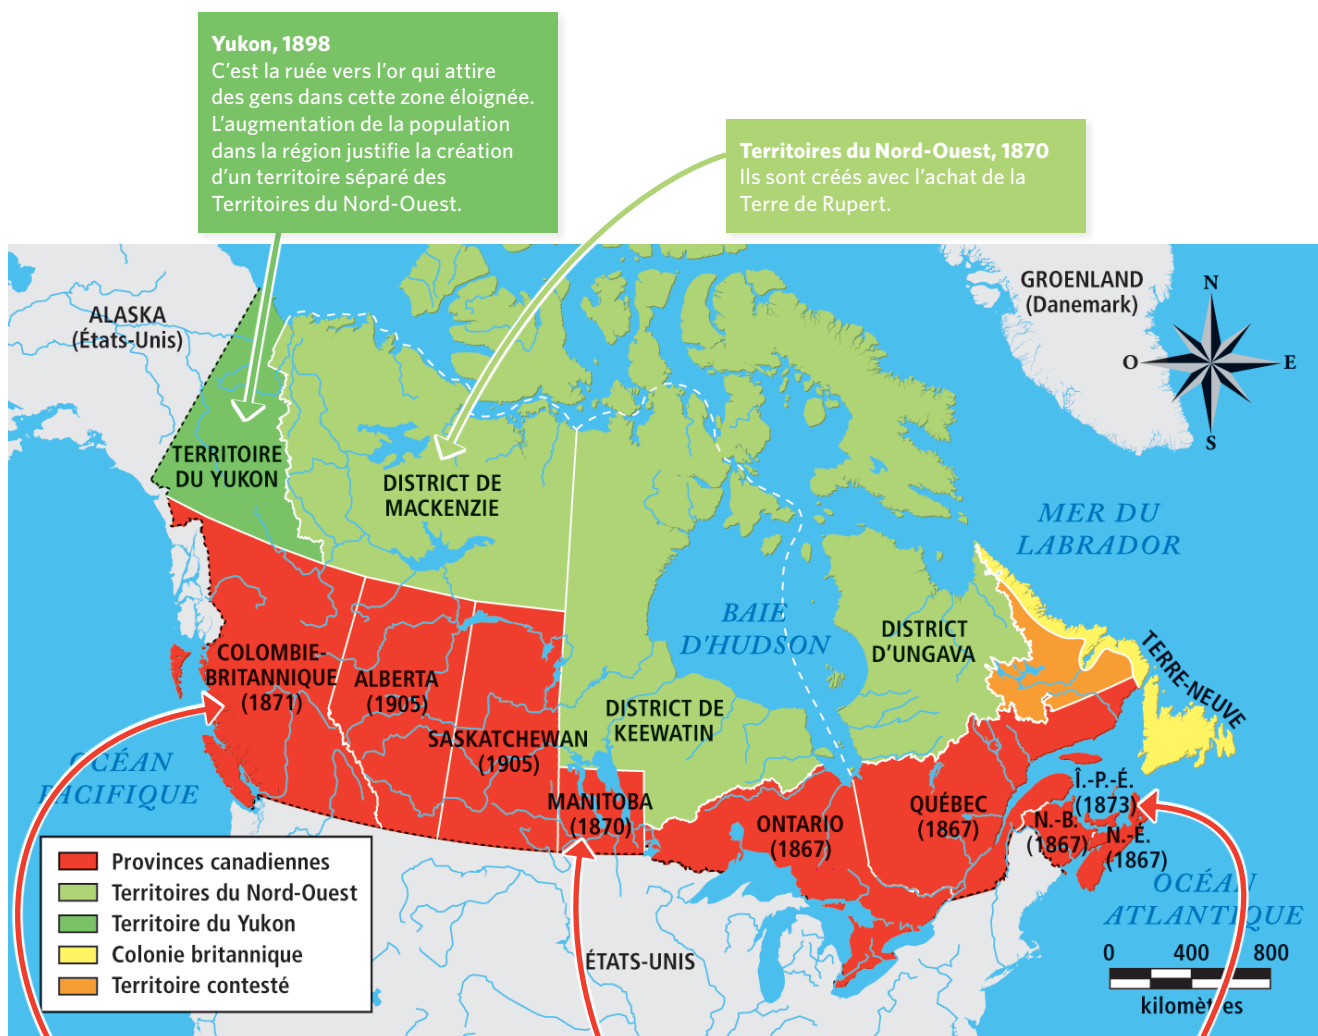 Yukon, 1898
C'est la ruée vers l'or qui attire
des gens dans cette zone éloignée.
L'augmentation de la population
dans la région justifie la création
d'un territoire séparé des
Territoires du Nord-Ouest.
Territoires du Nord-Ouest, 1870
Ils sont créés avec l'achat de la
Terre de Rupert.
ALASKA
(États-Unis)
GROENLAND
(Danemark)
N
O
E
S
TERRITOIRE
DU YUKON
DISTRICT DE
MACKENZIE
MER DU
LABRADOR
BAIE
D'HUDSON
DISTRICT
D'UNGAVA
TERRE-NEUVE
COLOMBIE-
BRITANNIQUE
(1871)
ALBERTA
(1905)
SASKATCHEWAN
(1905)
DISTRICT DE
KEEWATIN
MANITOBA
(1870)
ONTARIO
(1867)
QUÉBEC
(1867)
Î.-P.-É.
(1873)
N.-B.
(1867)
N.-É.
(1867)
OCÉAN
PACIFIQUE
OCÉAN
ATLANTIQUE
ÉTATS-UNIS
Provinces canadiennes
Territoires du Nord-Ouest
Territoire du Yukon
Colonie britannique
Territoire contesté
0 400 800
kilomètres